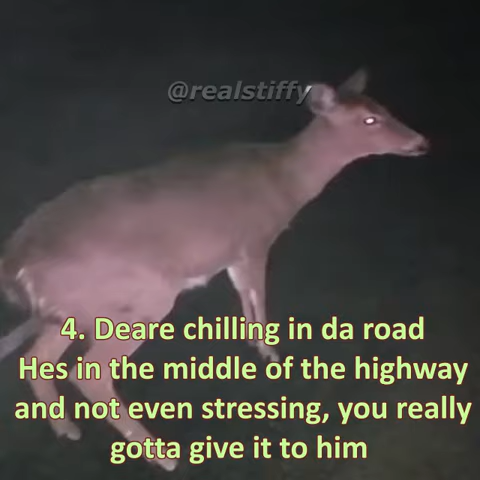 @realstiffy
4. Deare chilling in da road
Hes in the middle of the highway
and not even stressing, you really
gotta give it to him